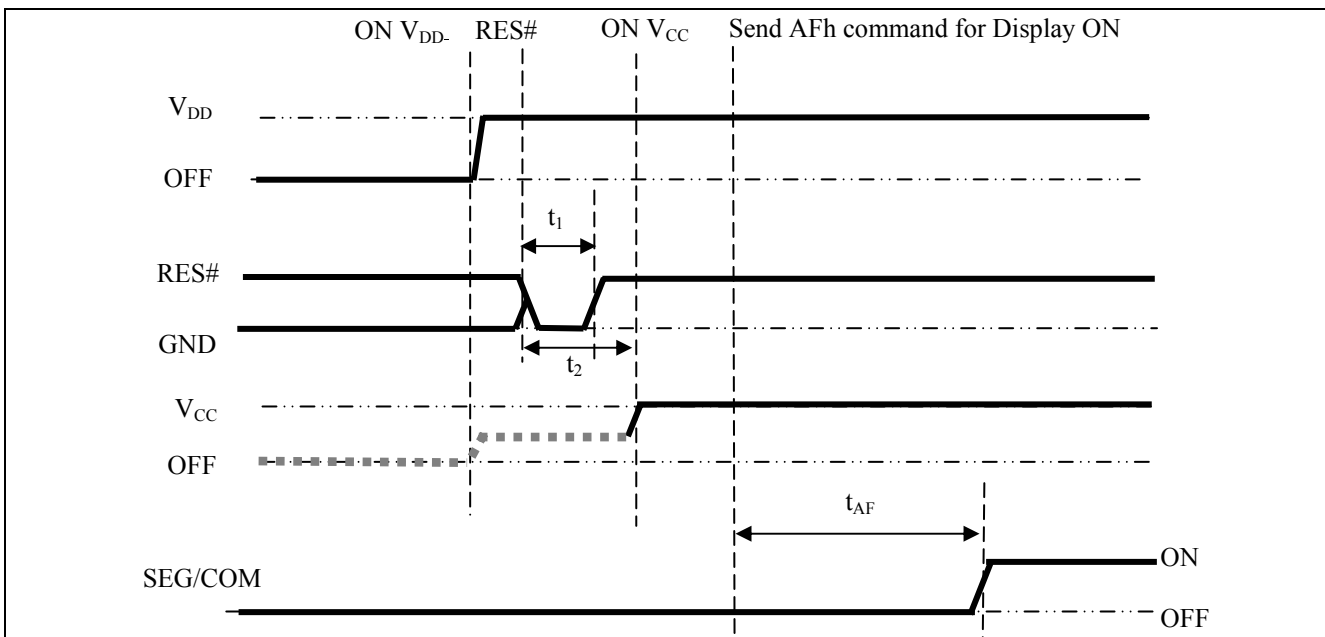 ON VDD- RES# ON VCC Send AFh command for Display ON
VDD
OFF
t1
RES#
GND
t2
VCC
OFF
tAF
SEG/COM
ON
OFF